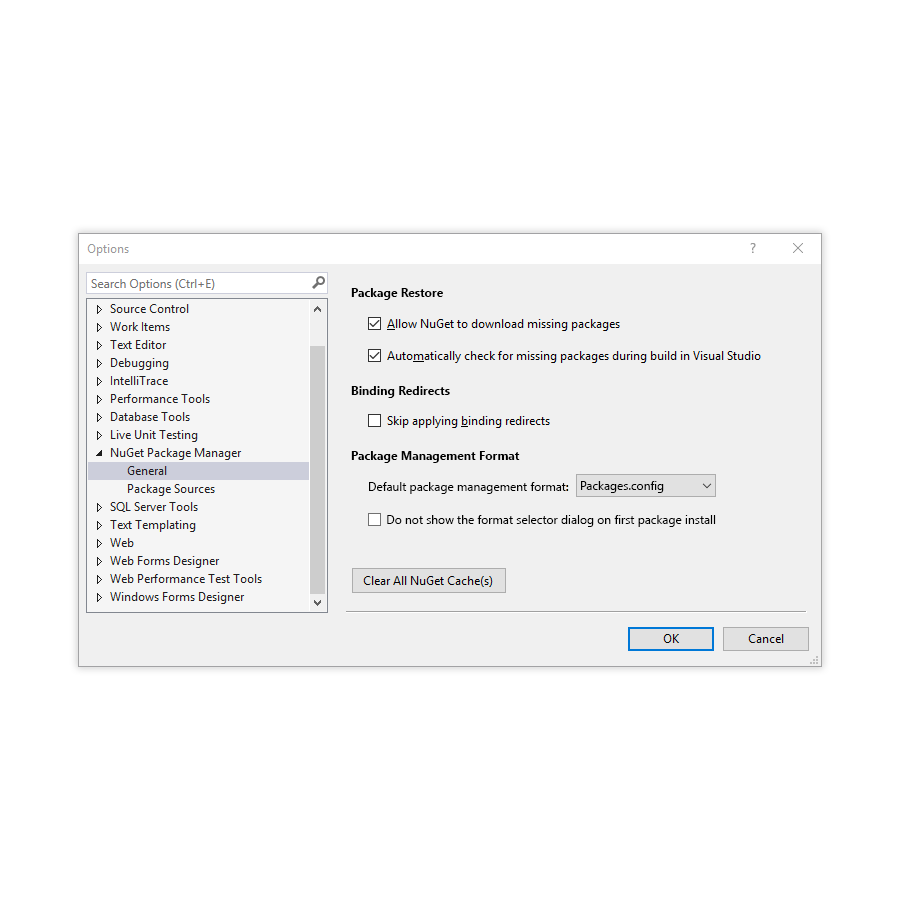 Options
?
Search Options (Ctrl+E)
Source Control
Work Items
Text Editor
Debugging
IntelliTrace
Performance Tools
Database Tools
Live Unit Testing
NuGet Package Manager
General
Package Sources
SQL Server Tools
Text Templating
Web
Web Forms Designer
Web Performance Test Tools
Windows Forms Designer
Package Restore
Allow NuGet to download missing packages
Automatically check for missing packages during build in Visual Studio
Binding Redirects
Skip applying binding redirects
Package Management Format
Default package management format: Packages.config
Do not show the format selector dialog on first package install
Clear All NuGet Cache(s)
OK Cancel